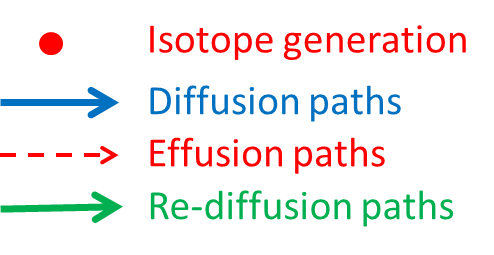 Isotope generation
Diffusion paths
Effusion paths
Re-diffusion paths